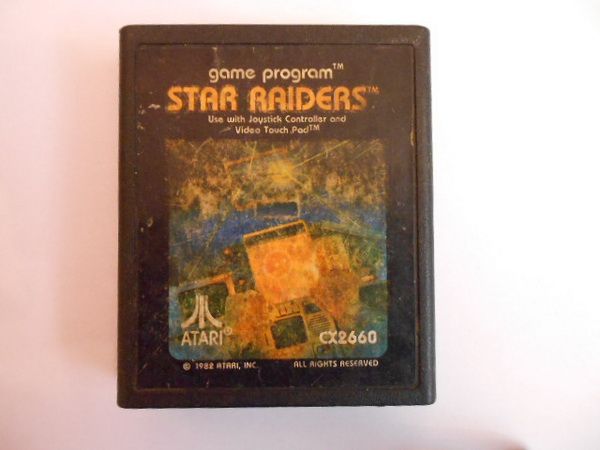 game program™
STAR RAIDERS™
Use with Joystick Controller and
Video Touch Pad™
ATARI®
CX2660
© 1982 ATARI, INC.
ALL RIGHTS RESERVED